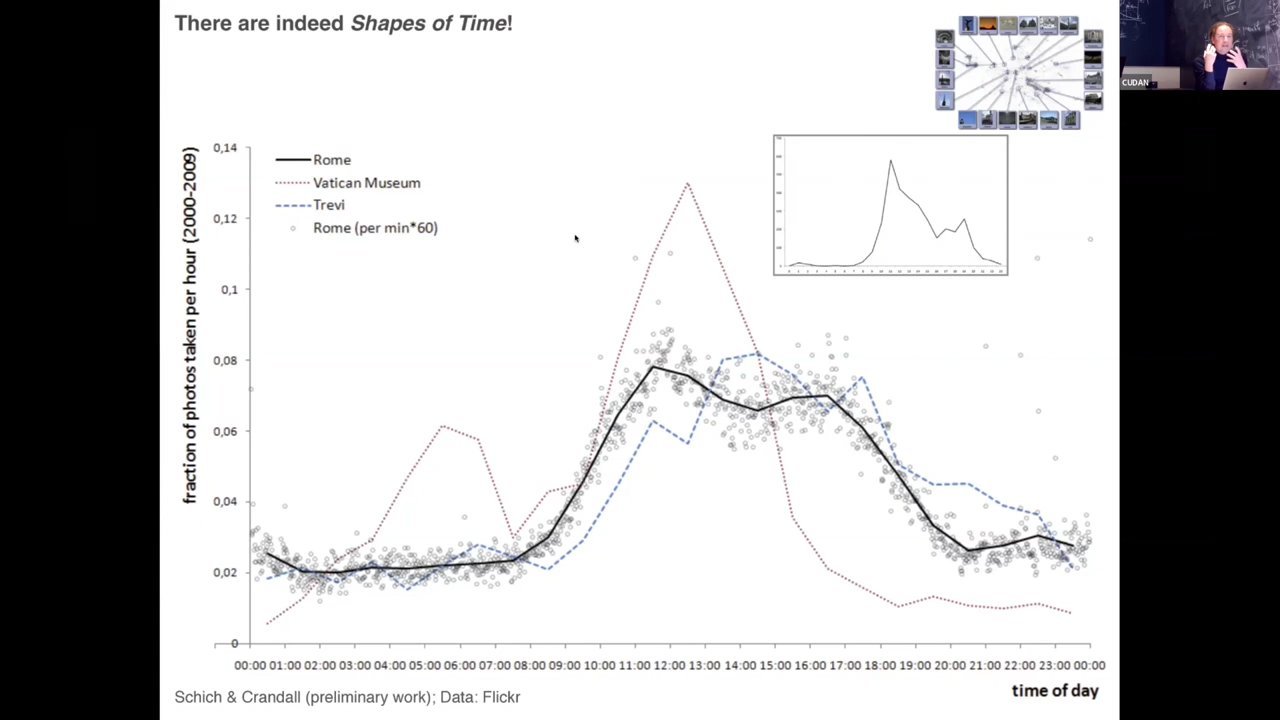 There are indeed Shapes of Time!
CUDAN
fraction of photos taken per hour (2000-2009)
0,14
0,12
0,1
0,08
0,06
0,04
0,02
0
Rome
Vatican Museum
Trevi
Rome (per min*60)
00:00 01:00 02:00 03:00 04:00 05:00 06:00 07:00 08:00 09:00 10:00 11:00 12:00 13:00 14:00 15:00 16:00 17:00 18:00 19:00 20:00 21:00 22:00 23:00 00:00
time of day
Schich & Crandall (preliminary work); Data: Flickr